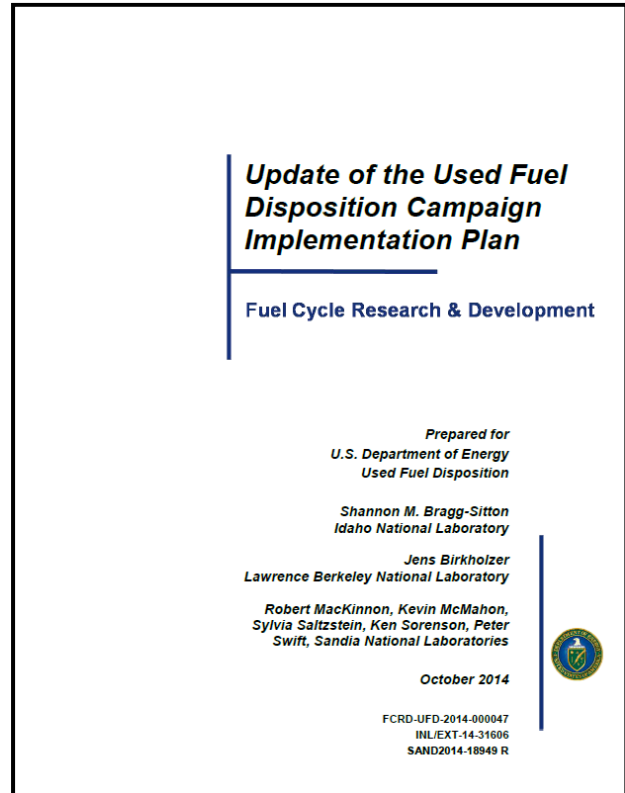 Update of the Used Fuel
Disposition Campaign
Implementation Plan
Fuel Cycle Research & Development
Prepared for
U.S. Department of Energy
Used Fuel Disposition
Shannon M. Bragg-Sitton
Idaho National Laboratory
Jens Birkholzer
Lawrence Berkeley National Laboratory
Robert MacKinnon, Kevin McMahon,
Sylvia Saltzstein, Ken Sorenson, Peter
Swift, Sandia National Laboratories
October 2014
FCRD-UFD-2014-000047
INL/EXT-14-31606
SAND2014-18949 R